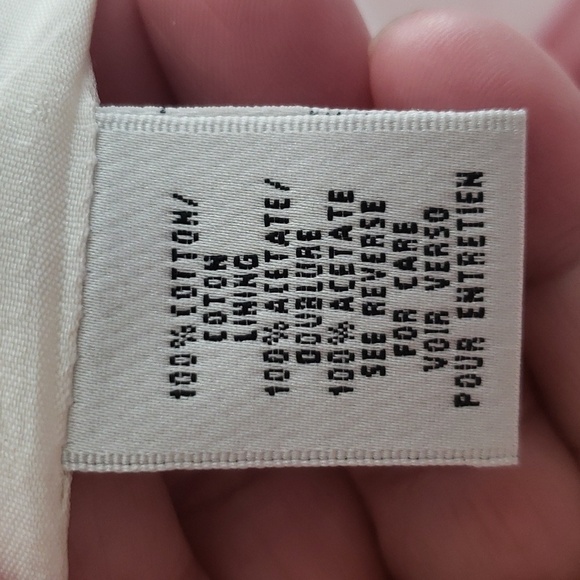 100% COTTON/
COTON
LINING
100% ACETATE/
DOUBLURE
100% ACETATE
SEE REVERSE
FOR CARE
VOIR VERSO
POUR ENTRETIEN